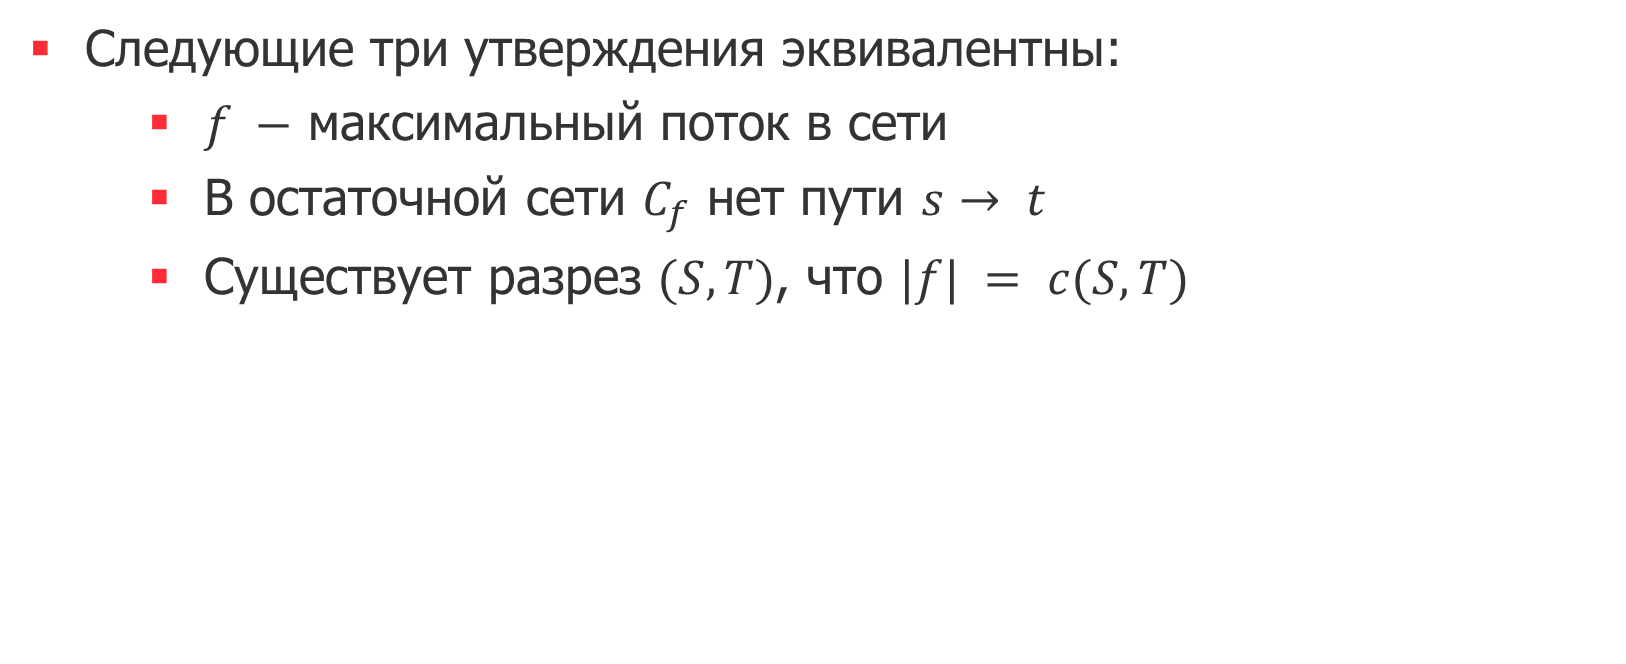 ▪ Следующие три утверждения эквивалентны:
▪ f − максимальный поток в сети
▪ В остаточной сети C_f нет пути s → t
▪ Существует разрез (S, T), что |f| = c(S, T)